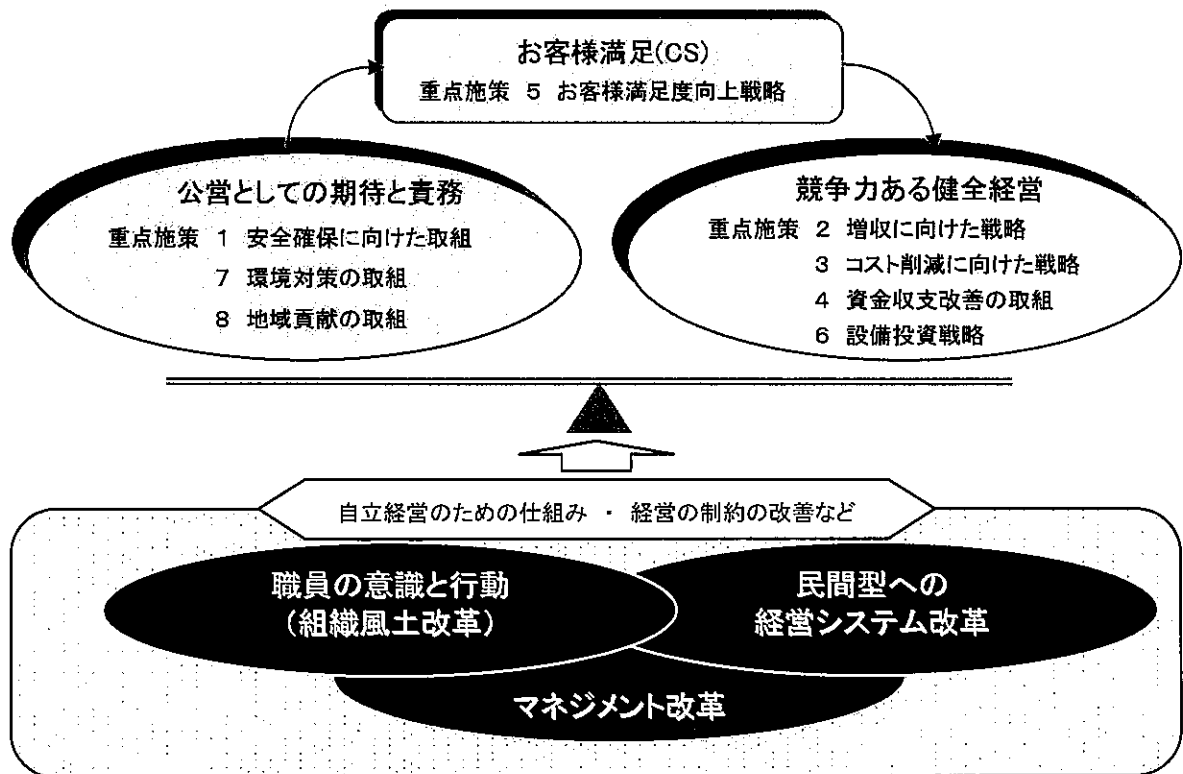 お客様満足(CS)
重点施策 5 お客様満足度向上戦略
公営としての期待と責務
重点施策 1 安全確保に向けた取組
7 環境対策の取組
8 地域貢献の取組
競争力ある健全経営
重点施策 2 増収に向けた戦略
3 コスト削減に向けた戦略
4 資金収支改善の取組
6 設備投資戦略
自立経営のための仕組み ・ 経営の制約の改善など
職員の意識と行動
(組織風土改革)
民間型への
経営システム改革
マネジメント改革